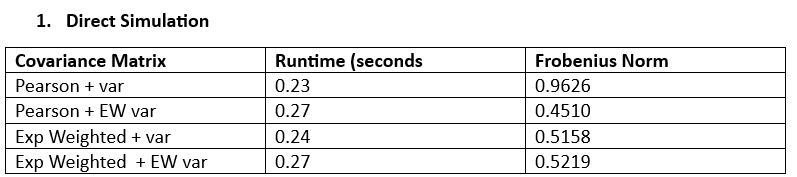 1. Direct Simulation
Covariance Matrix Runtime (seconds Frobenius Norm
Pearson + var 0.23 0.9626
Pearson + EW var 0.27 0.4510
Exp Weighted + var 0.24 0.5158
Exp Weighted + EW var 0.27 0.5219